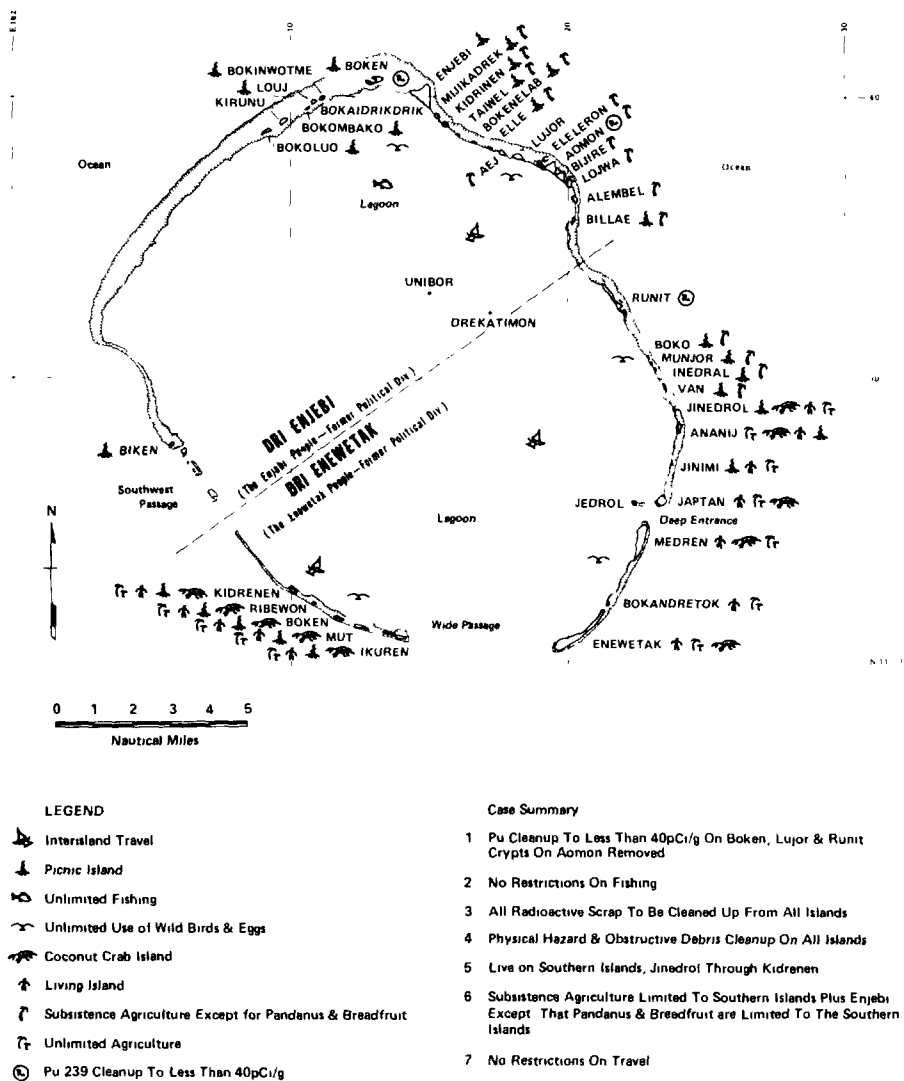 10
20
30
ENJEBI
MIJIKADREK
KIDRINEN
TAIWEL
BOKENELAB
ELLE
BOKINWOTME
BOKEN
LOUJ
KIRUNU
BOKAIDRIKDRIK
BOKOMBAKO
BOKOLUO
40
LUJOR
ELELERON
AOMON
BIJIRE
LOJWA
AEJ
Ocean
Ocean
Lagoon
ALEMBEL
BILLAE
UNIBOR
RUNIT
DREKATIMON
BOKO
MUNJOR
INEDRAL
VAN
DRI ENJEBI
(The Enjebi People—Former Political Div)
DRI ENEWETAK
(The Enewetak People—Former Political Div)
JINEDROL
ANANIJ
BIKEN
JINIMI
Southwest
Passage
JEDROL
JAPTAN
N
Lagoon
Deep Entrance
MEDREN
KIDRENEN
RIBEWON
BOKEN
MUT
IKUREN
Wide Passage
BOKANDRETOK
ENEWETAK
0 1 2 3 4 5
Nautical Miles
LEGEND
Interisland Travel
Picnic Island
Unlimited Fishing
Unlimited Use of Wild Birds & Eggs
Coconut Crab Island
Living Island
Subsistence Agriculture Except for Pandanus & Breadfruit
Unlimited Agriculture
Pu 239 Cleanup To Less Than 40pCi/g
Case Summary
1 Pu Cleanup To Less Than 40pCi/g On Boken, Lujor & Runit
Crypts On Aomon Removed
2 No Restrictions On Fishing
3 All Radioactive Scrap To Be Cleaned Up From All Islands
4 Physical Hazard & Obstructive Debris Cleanup On All Islands
5 Live on Southern Islands, Jinedrol Through Kidrenen
6 Subsistence Agriculture Limited To Southern Islands Plus Enjebi
Except That Pandanus & Breedfruit are Limited To The Southern
Islands
7 No Restrictions On Travel